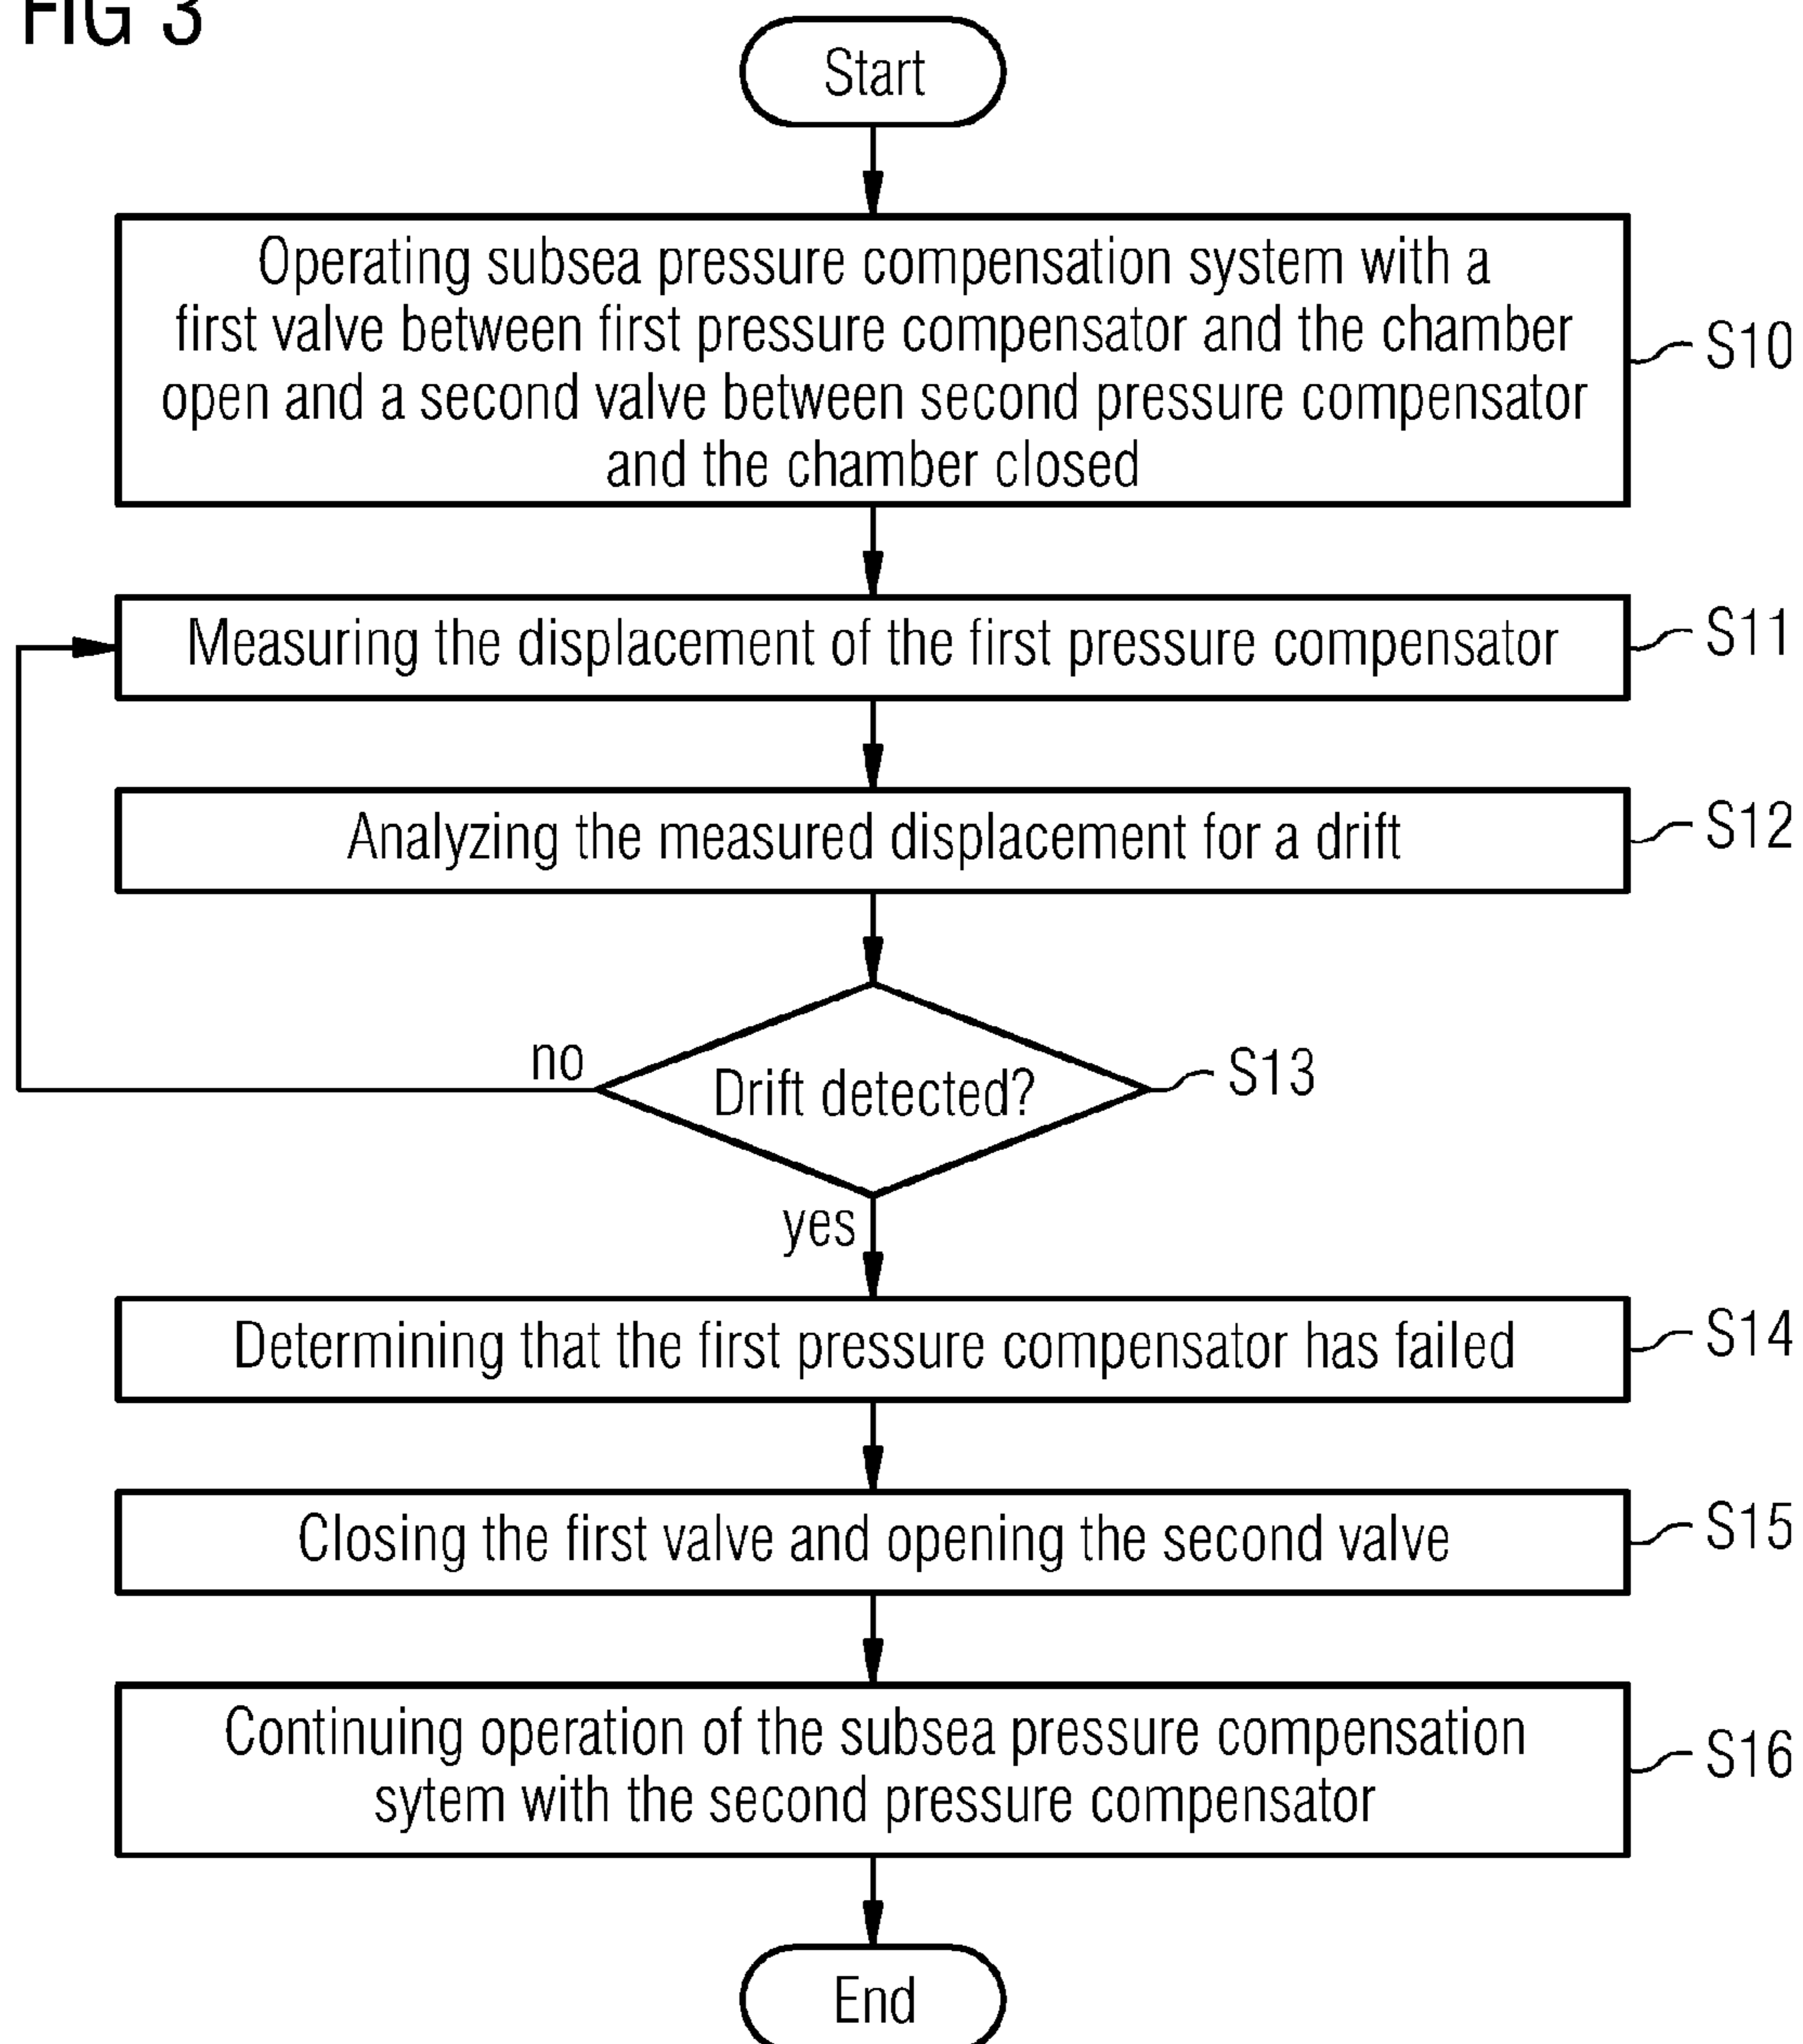 FIG 3
Start
Operating subsea pressure compensation system with a
first valve between first pressure compensator and the chamber
open and a second valve between second pressure compensator
and the chamber closed
S10
Measuring the displacement of the first pressure compensator
S11
Analyzing the measured displacement for a drift
S12
no
Drift detected?
S13
yes
Determining that the first pressure compensator has failed
S14
Closing the first valve and opening the second valve
S15
Continuing operation of the subsea pressure compensation
sytem with the second pressure compensator
S16
End